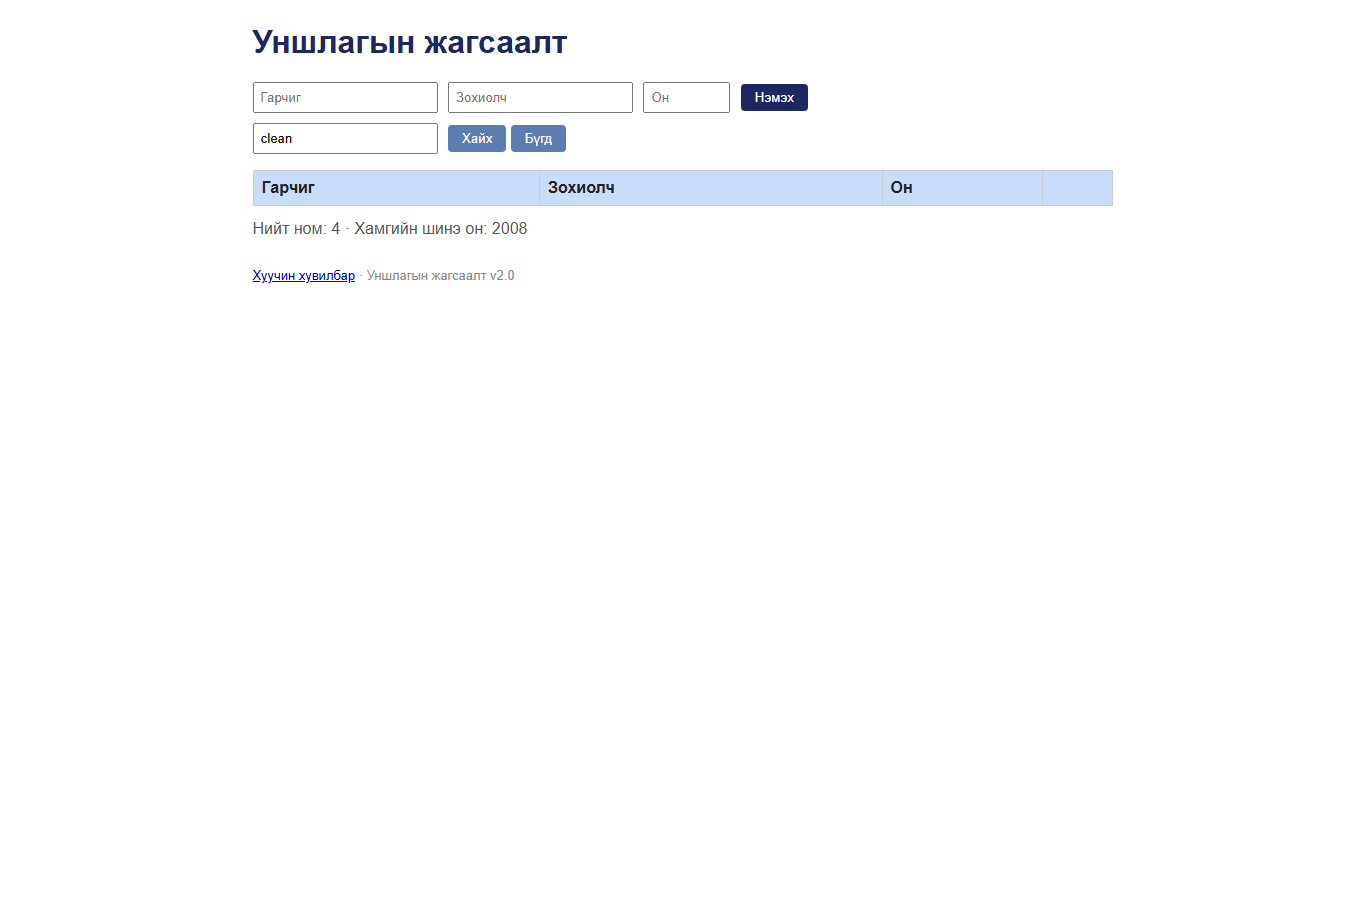 Уншлагын жагсаалт
Гарчиг Зохиолч Он Нэмэх
clean Хайх Бүгд
Гарчиг Зохиолч Он
Нийт ном: 4 · Хамгийн шинэ он: 2008
Хуучин хувилбар · Уншлагын жагсаалт v2.0